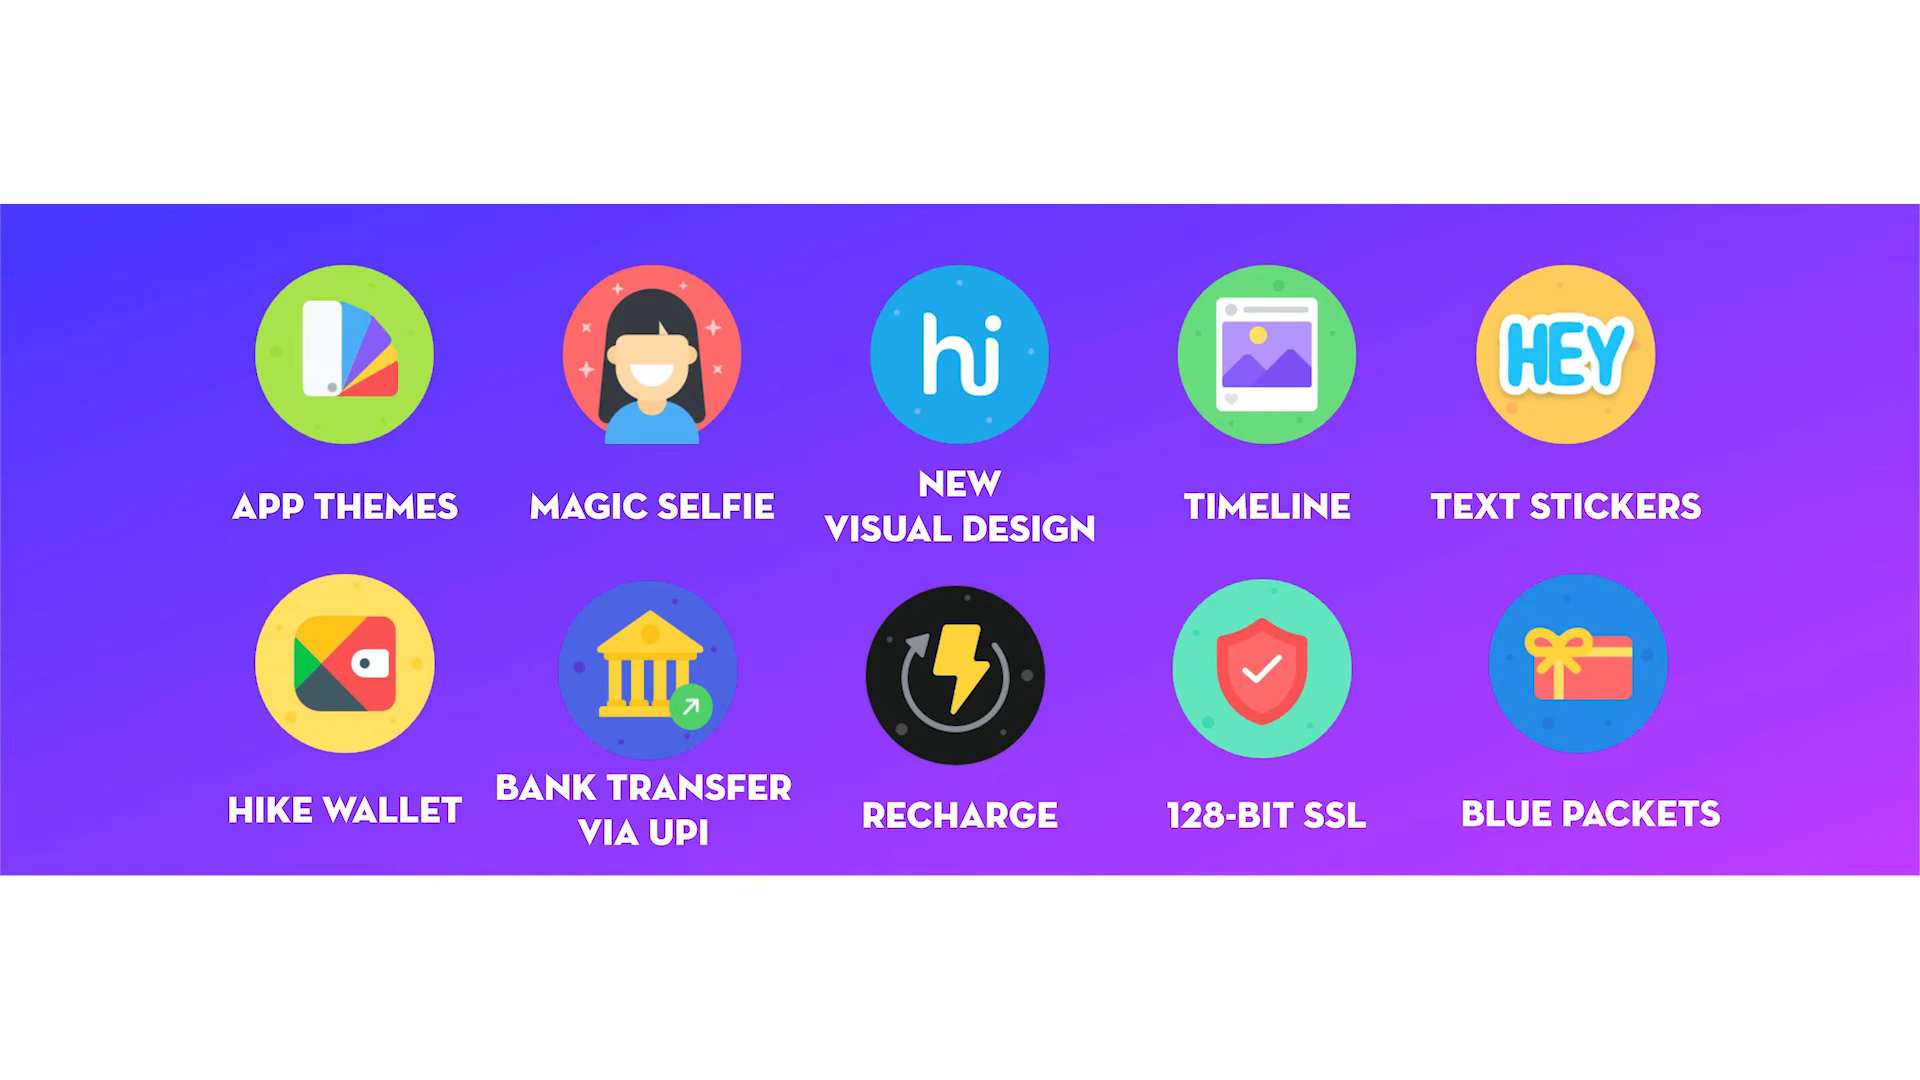 hi
HEY
APP THEMES
MAGIC SELFIE
NEW
VISUAL DESIGN
TIMELINE
TEXT STICKERS
HIKE WALLET
BANK TRANSFER
VIA UPI
RECHARGE
128-BIT SSL
BLUE PACKETS